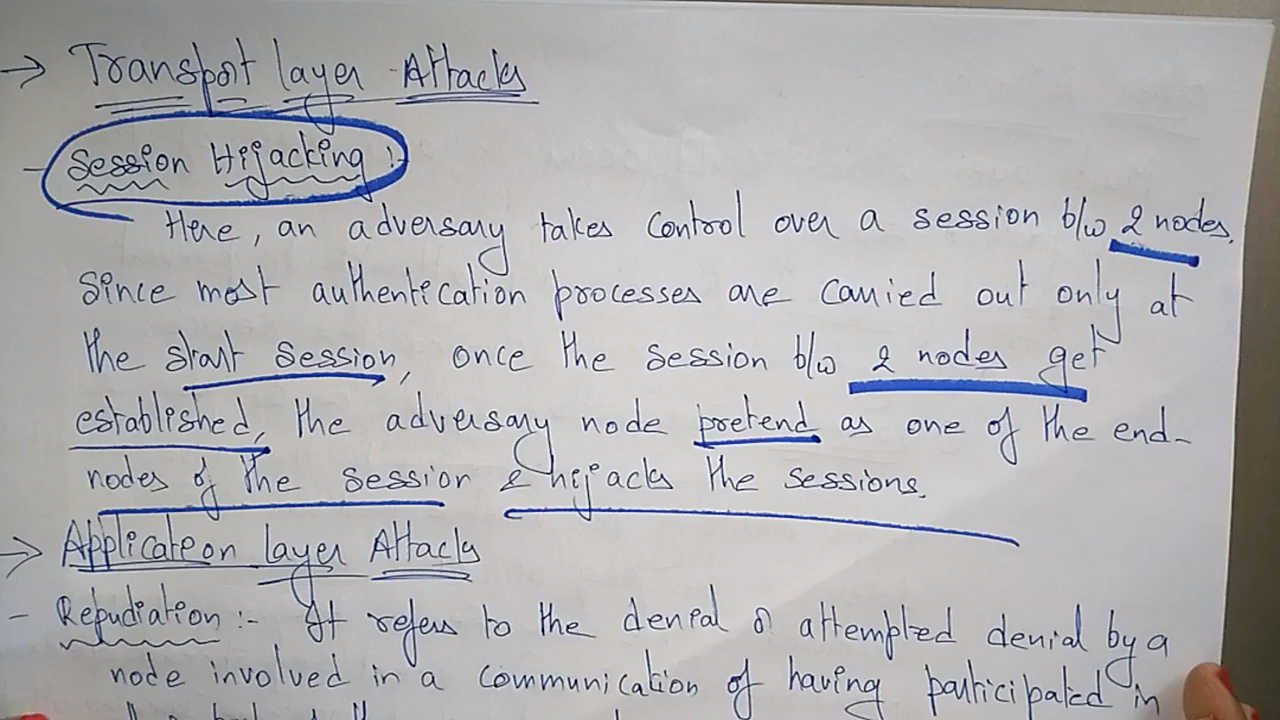 → Transport layer Attacks
- Session Hijacking :-
Here, an adversary takes control over a session b/w 2 nodes.
Since most authentication processes are carried out only at
the start session, once the session b/w 2 nodes get
established, the adversary node pretend as one of the end-
nodes of the session & hijacks the sessions.
→ Application layer Attacks
- Repudiation :- It refers to the denial or attempted denial by a
node involved in a communication of having participated in